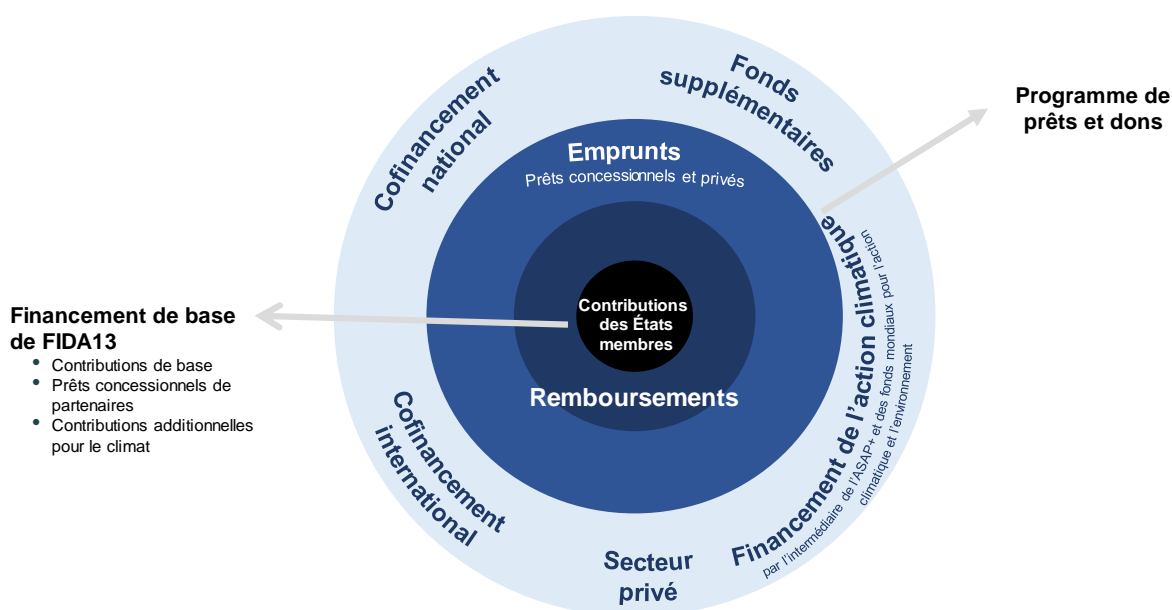 Cofinancement
national
Fonds
supplémentaires
Programme de
prêts et dons
Emprunts
Prêts concessionnels et privés
Contributions
des États
membres
Remboursements
Financement de base
de FIDA13
• Contributions de base
• Prêts concessionnels de
partenaires
• Contributions additionnelles
pour le climat
Cofinancement
international
Secteur
privé
Financement de l'action climatique
par l'intermédiaire de l'ASAP+ et des fonds mondiaux pour l'action
climatique et l'environnement